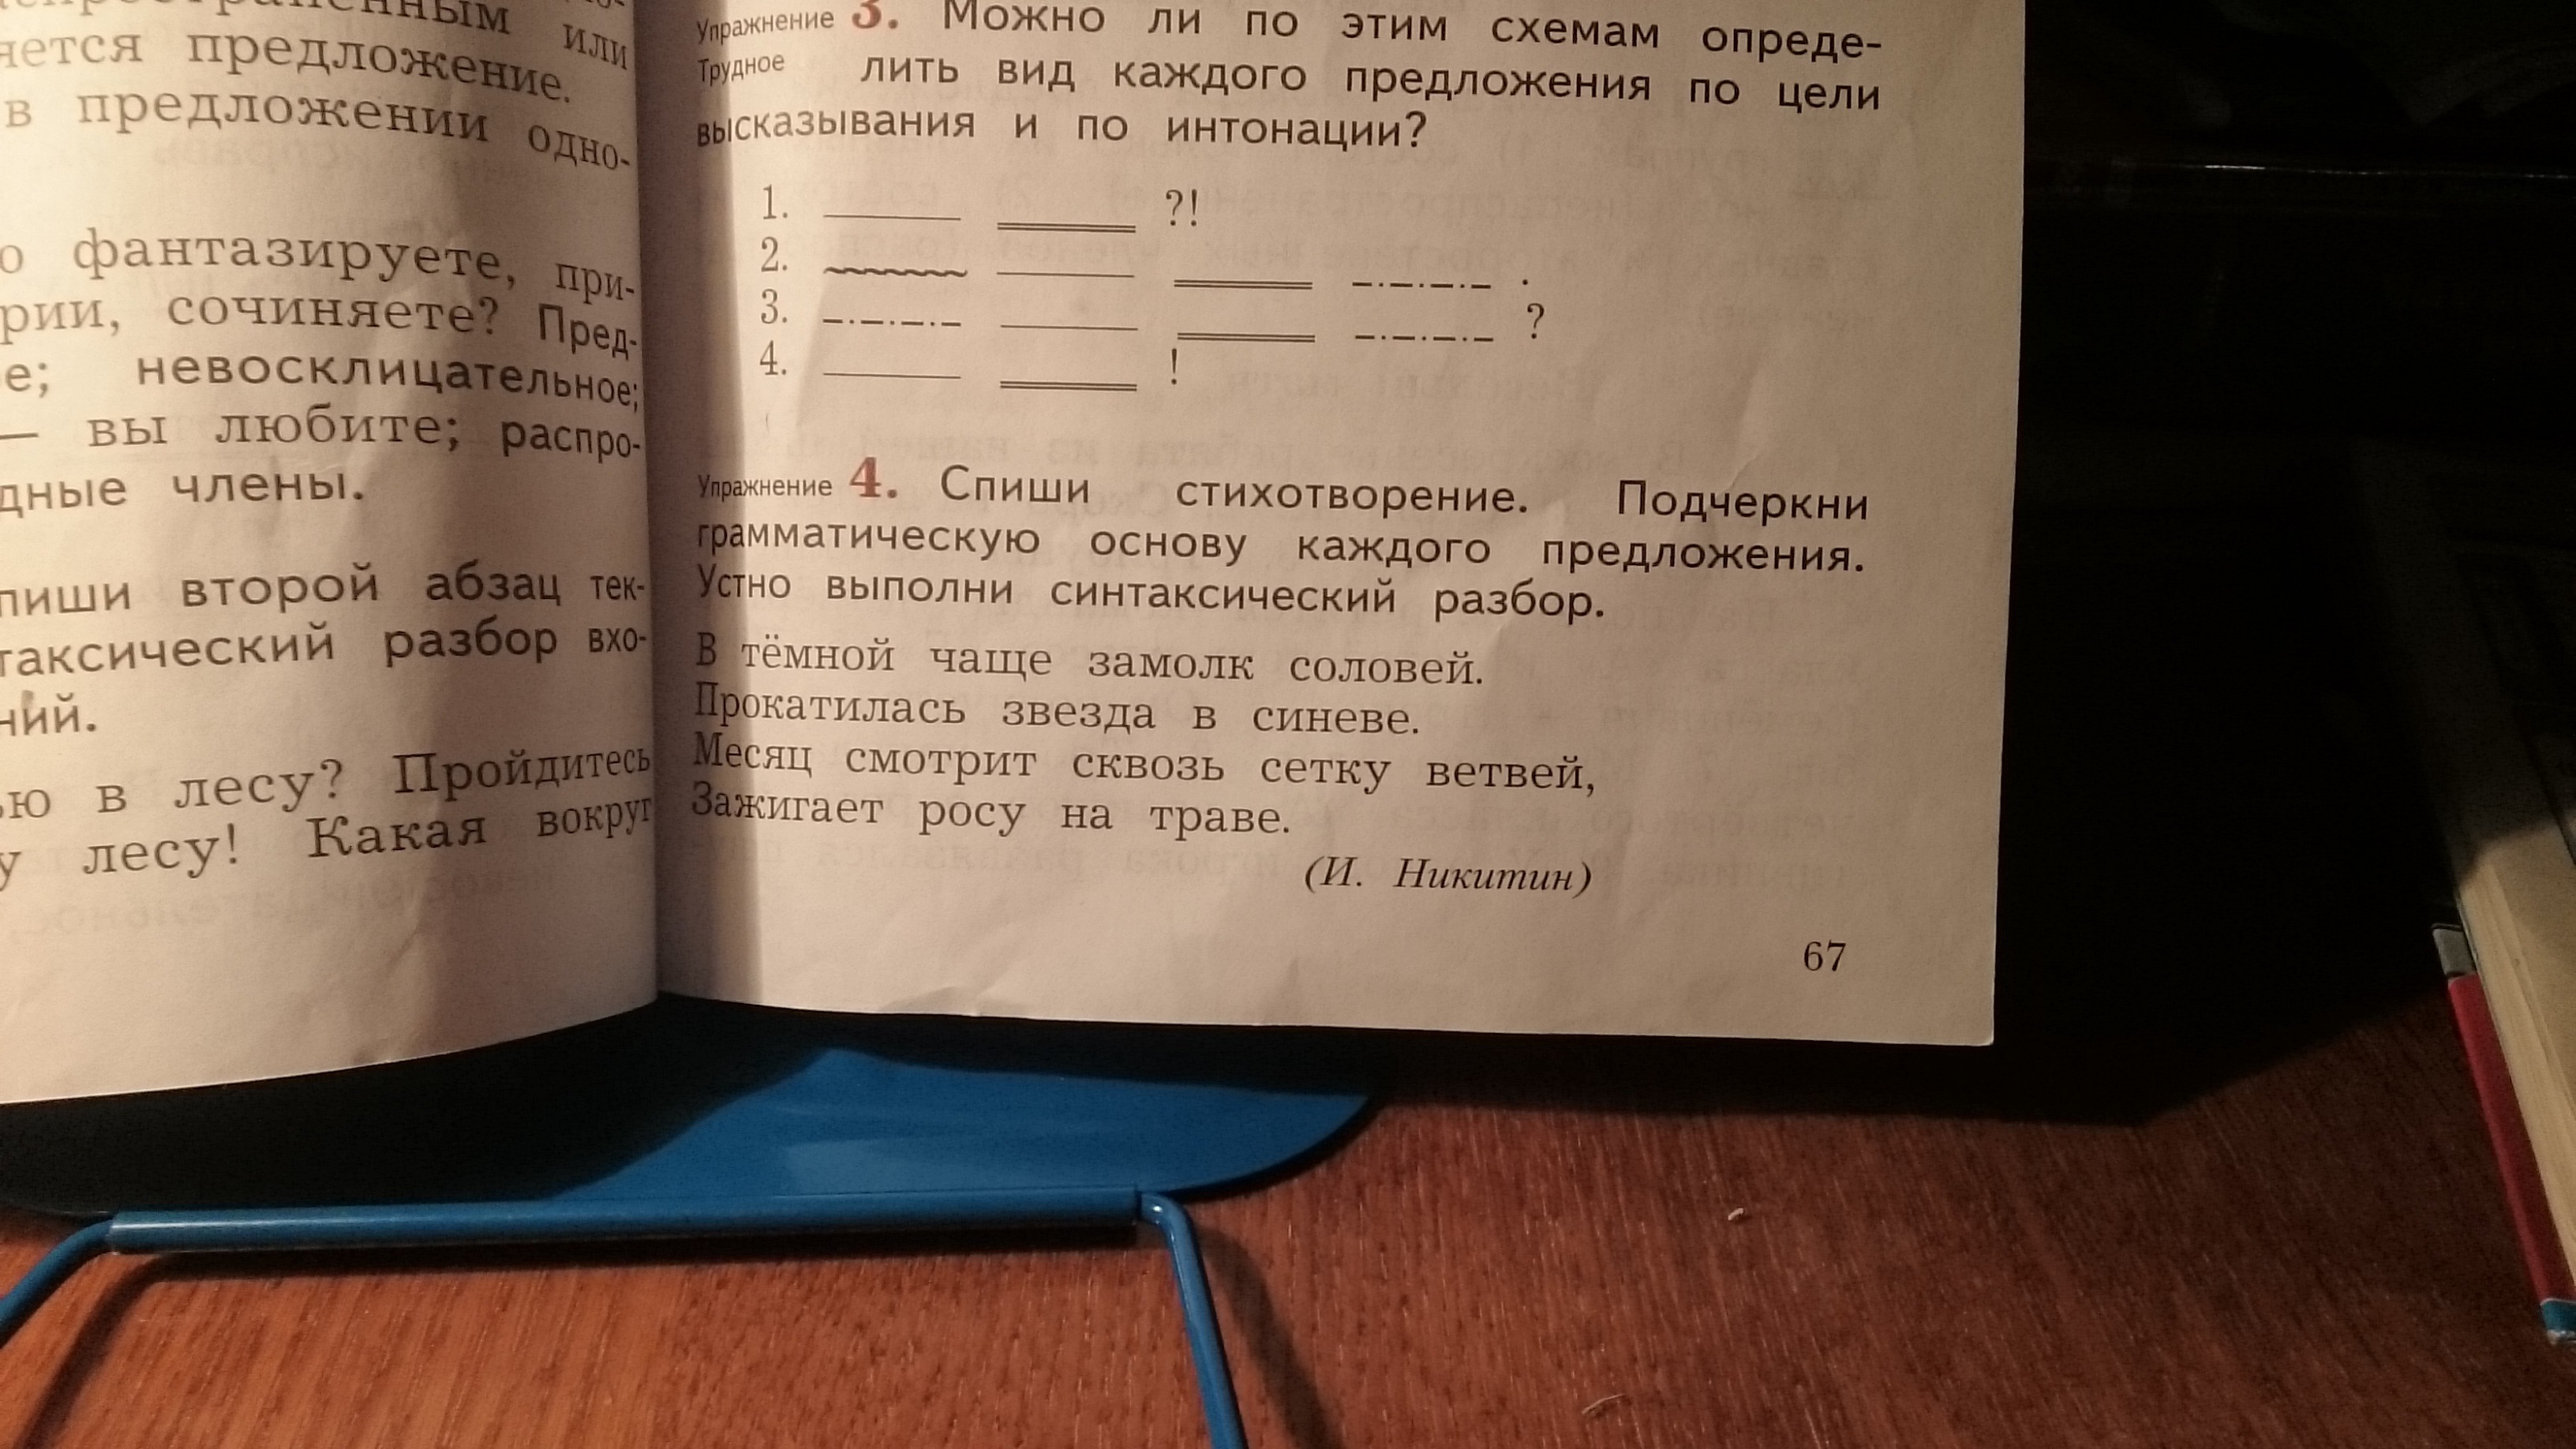 или
предложение.
в предложении одно-
фантазируете, при-
рии, сочиняете? Пред-
е; невосклицательное;
— вы любите; распро-
дные члены.
пиши второй абзац тек-
таксический разбор вхо-
ний.
ью в лесу? Пройдитесь
у лесу! Какая вокруг
Упражнение 3. Можно ли по этим схемам опреде-
Трудное лить вид каждого предложения по цели
высказывания и по интонации?
1. ?!
2. .
3. ?
4. !
Упражнение 4. Спиши стихотворение. Подчеркни
грамматическую основу каждого предложения.
Устно выполни синтаксический разбор.
В тёмной чаще замолк соловей.
Прокатилась звезда в синеве.
Месяц смотрит сквозь сетку ветвей,
Зажигает росу на траве.
(И. Никитин)
67